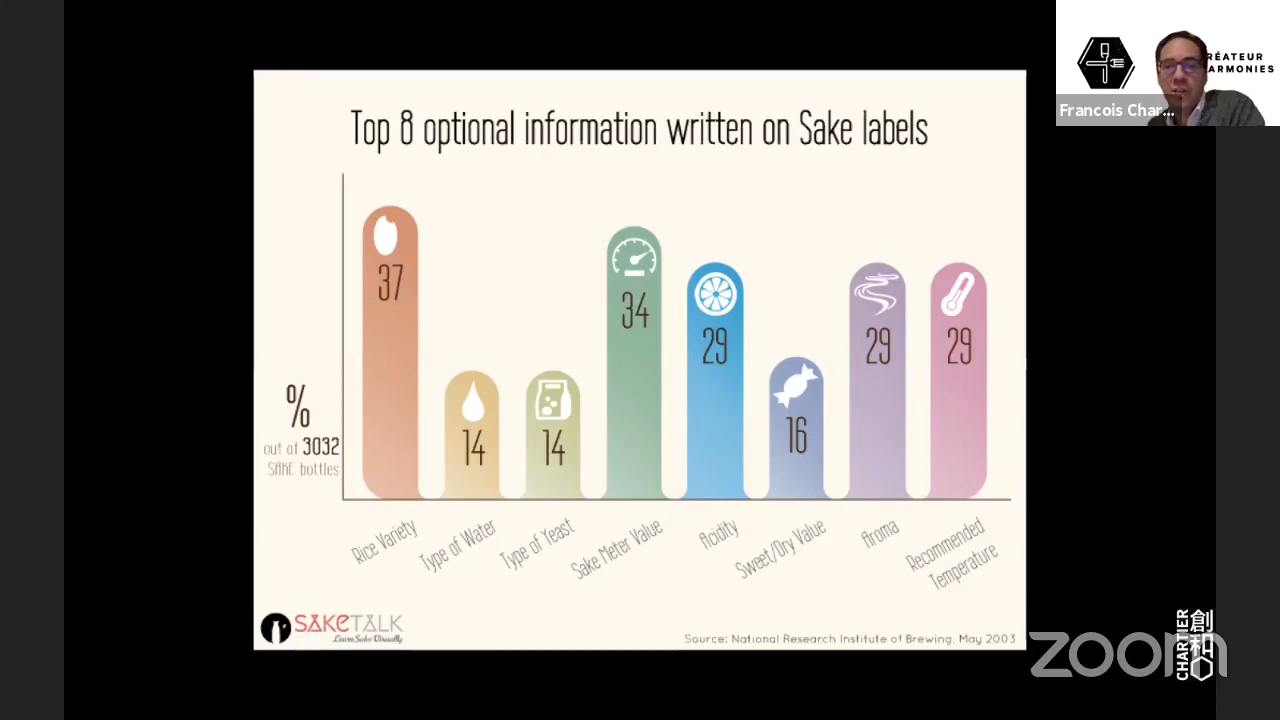 RÉATEUR
ARMONIES
Francois Char...
Top 8 optional information written on Sake labels
37
14
14
34
29
16
29
29
%
out of 3032
SAKE bottles
Rice Variety
Type of Water
Type of Yeast
Sake Meter Value
Acidity
Sweet/Dry Value
Aroma
Recommended
Temperature
SAKETALK
Learn Sake Visually
Source: National Research Institute of Brewing, May 2003
CHARTIER
創和
zoom